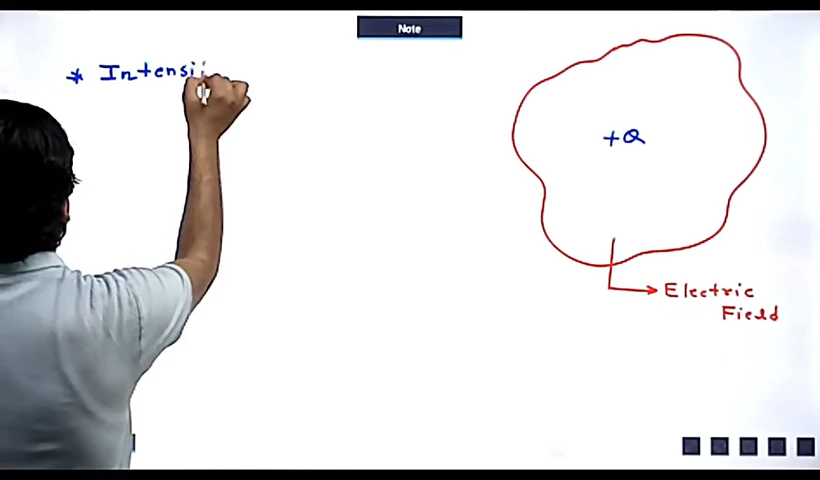 Note
* Intensi
+Q
Electric
Field